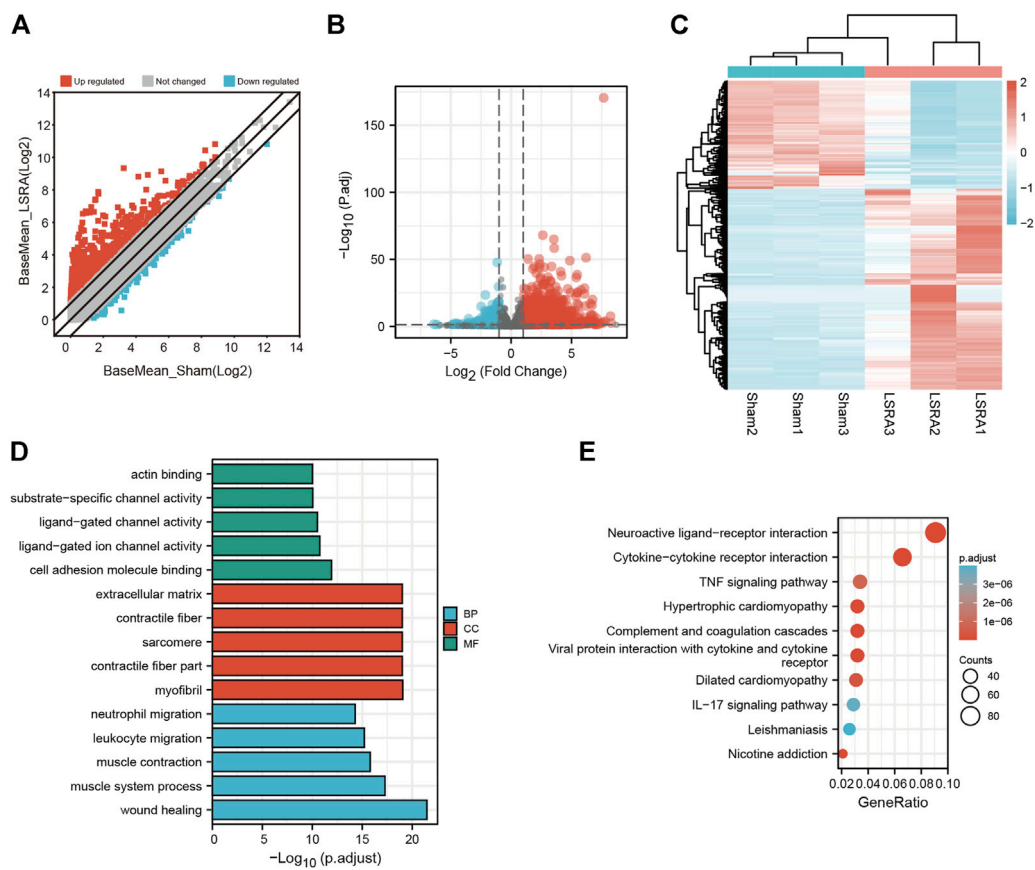 A
Up regulated Not changed Down regulated
14
12
10
8
6
4
2
0
BaseMean_LSRA(Log2)
0 2 4 6 8 10 12 14
BaseMean_Sham(Log2)
B
150
100
50
0
−Log10 (P.adj)
−5 0 5
Log2 (Fold Change)
C
2
1
0
−1
−2
Sham2 Sham1 Sham3 LSRA3 LSRA2 LSRA1
D
actin binding
substrate−specific channel activity
ligand−gated channel activity
ligand−gated ion channel activity
cell adhesion molecule binding
extracellular matrix
contractile fiber
sarcomere
contractile fiber part
myofibril
neutrophil migration
leukocyte migration
muscle contraction
muscle system process
wound healing
0 5 10 15 20
−Log10 (p.adjust)
BP
CC
MF
E
Neuroactive ligand−receptor interaction
Cytokine−cytokine receptor interaction
TNF signaling pathway
Hypertrophic cardiomyopathy
Complement and coagulation cascades
Viral protein interaction with cytokine and cytokine
receptor
Dilated cardiomyopathy
IL−17 signaling pathway
Leishmaniasis
Nicotine addiction
0.02 0.04 0.06 0.08 0.10
GeneRatio
p.adjust
3e−06
2e−06
1e−06
Counts
40
60
80